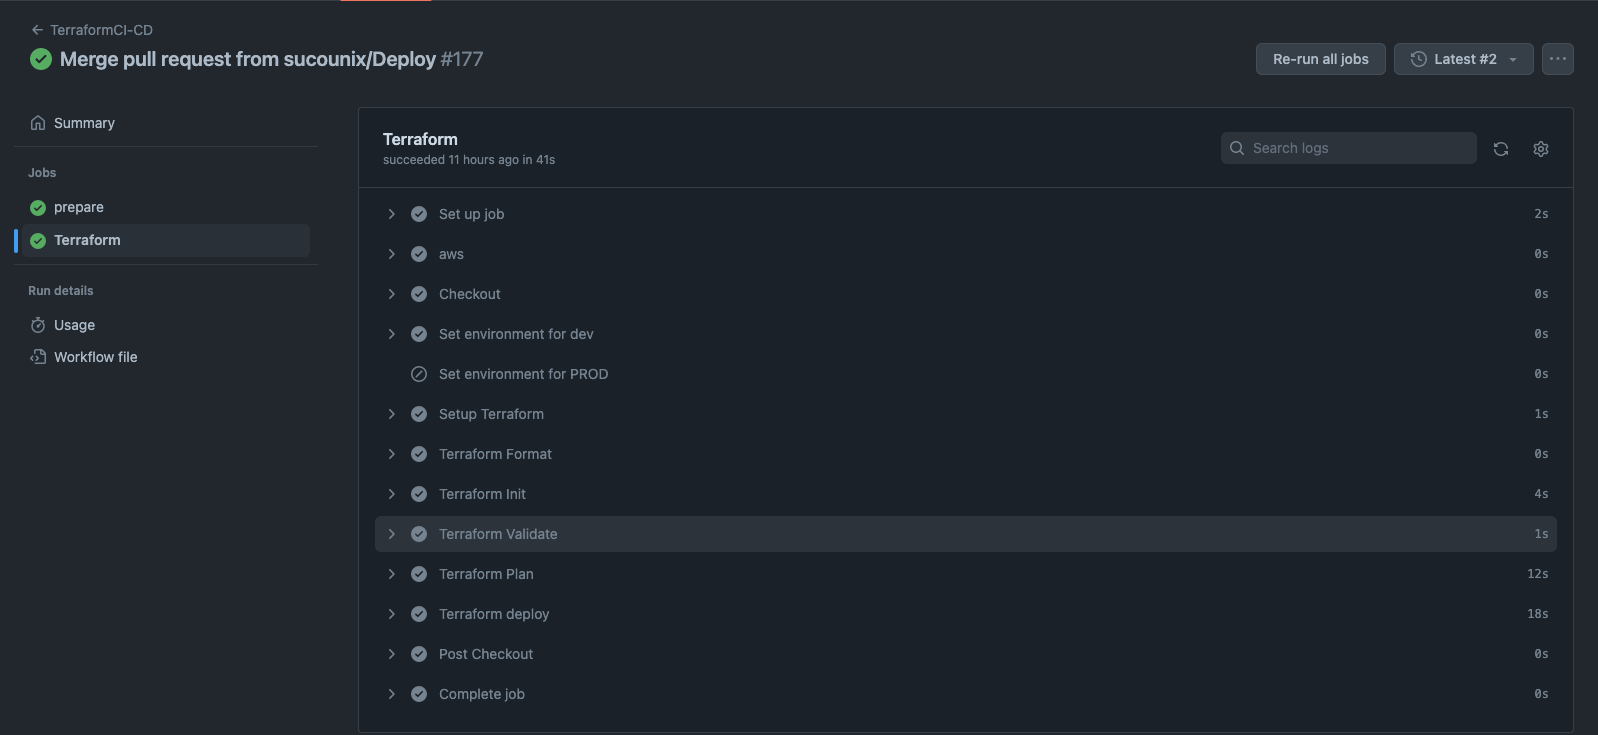 TerraformCI-CD
Merge pull request from sucounix/Deploy #177
Re-run all jobs
Latest #2
Summary
Jobs
prepare
Terraform
Run details
Usage
Workflow file
Terraform
succeeded 11 hours ago in 41s
Search logs
Set up job 2s
aws 0s
Checkout 0s
Set environment for dev 0s
Set environment for PROD 0s
Setup Terraform 1s
Terraform Format 0s
Terraform Init 4s
Terraform Validate 1s
Terraform Plan 12s
Terraform deploy 18s
Post Checkout 0s
Complete job 0s